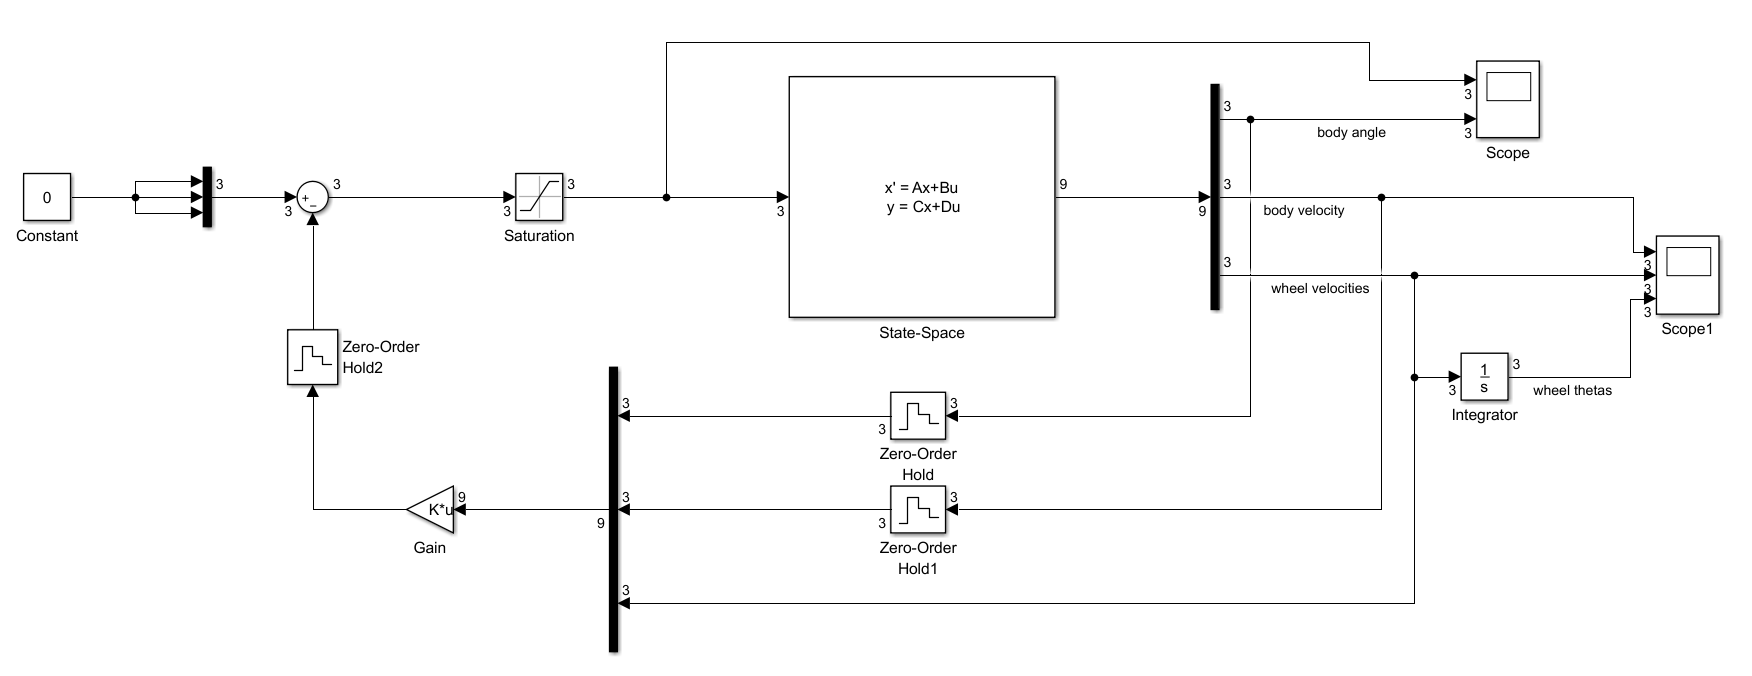 3
3
Scope
3
body angle
0
Constant
3
3
+
−
3
3
Saturation
3
3
x' = Ax+Bu
y = Cx+Du
State-Space
9
9
3
body velocity
3
wheel velocities
3
3
3
Scope1
Zero-Order
Hold2
1
s
3
3
Integrator
wheel thetas
3
3
3
Zero-Order
Hold
K*u
9
Gain
9
3
3
3
Zero-Order
Hold1
3